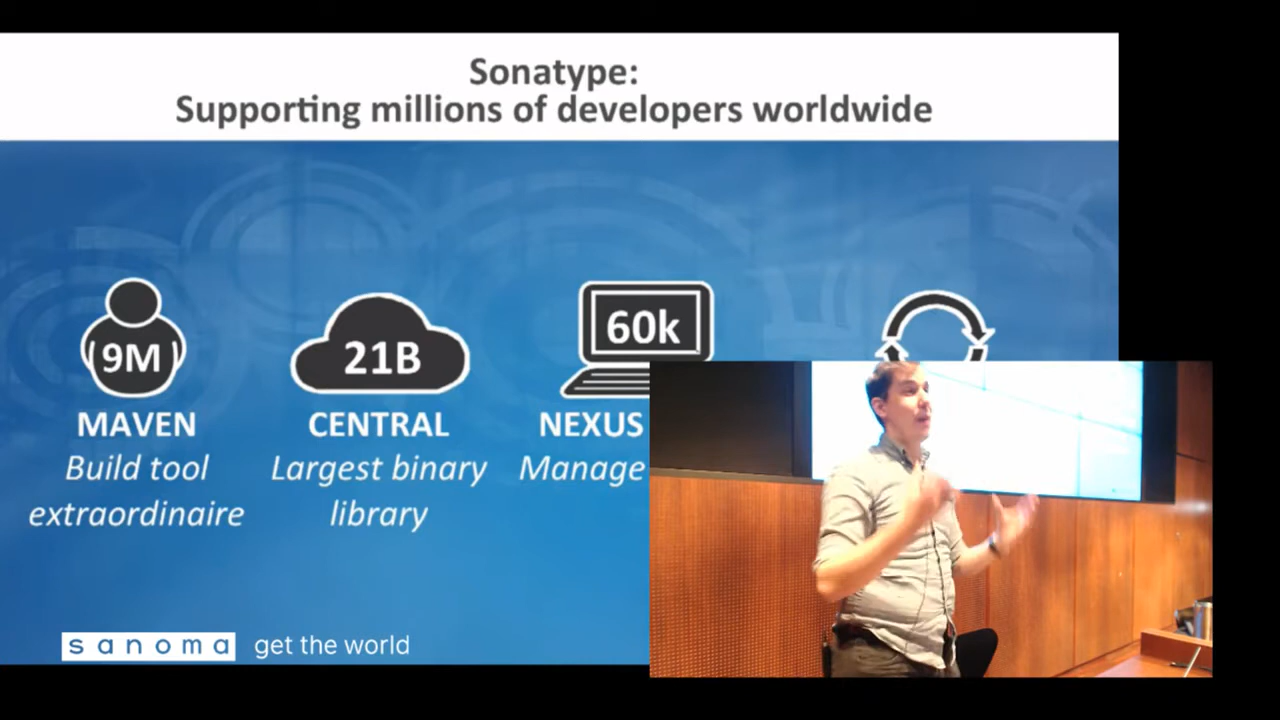 Sonatype:
Supporting millions of developers worldwide
9M
21B
60k
MAVEN
CENTRAL
NEXUS
Build tool
Largest binary
Manage
extraordinaire
library
sanoma get the world